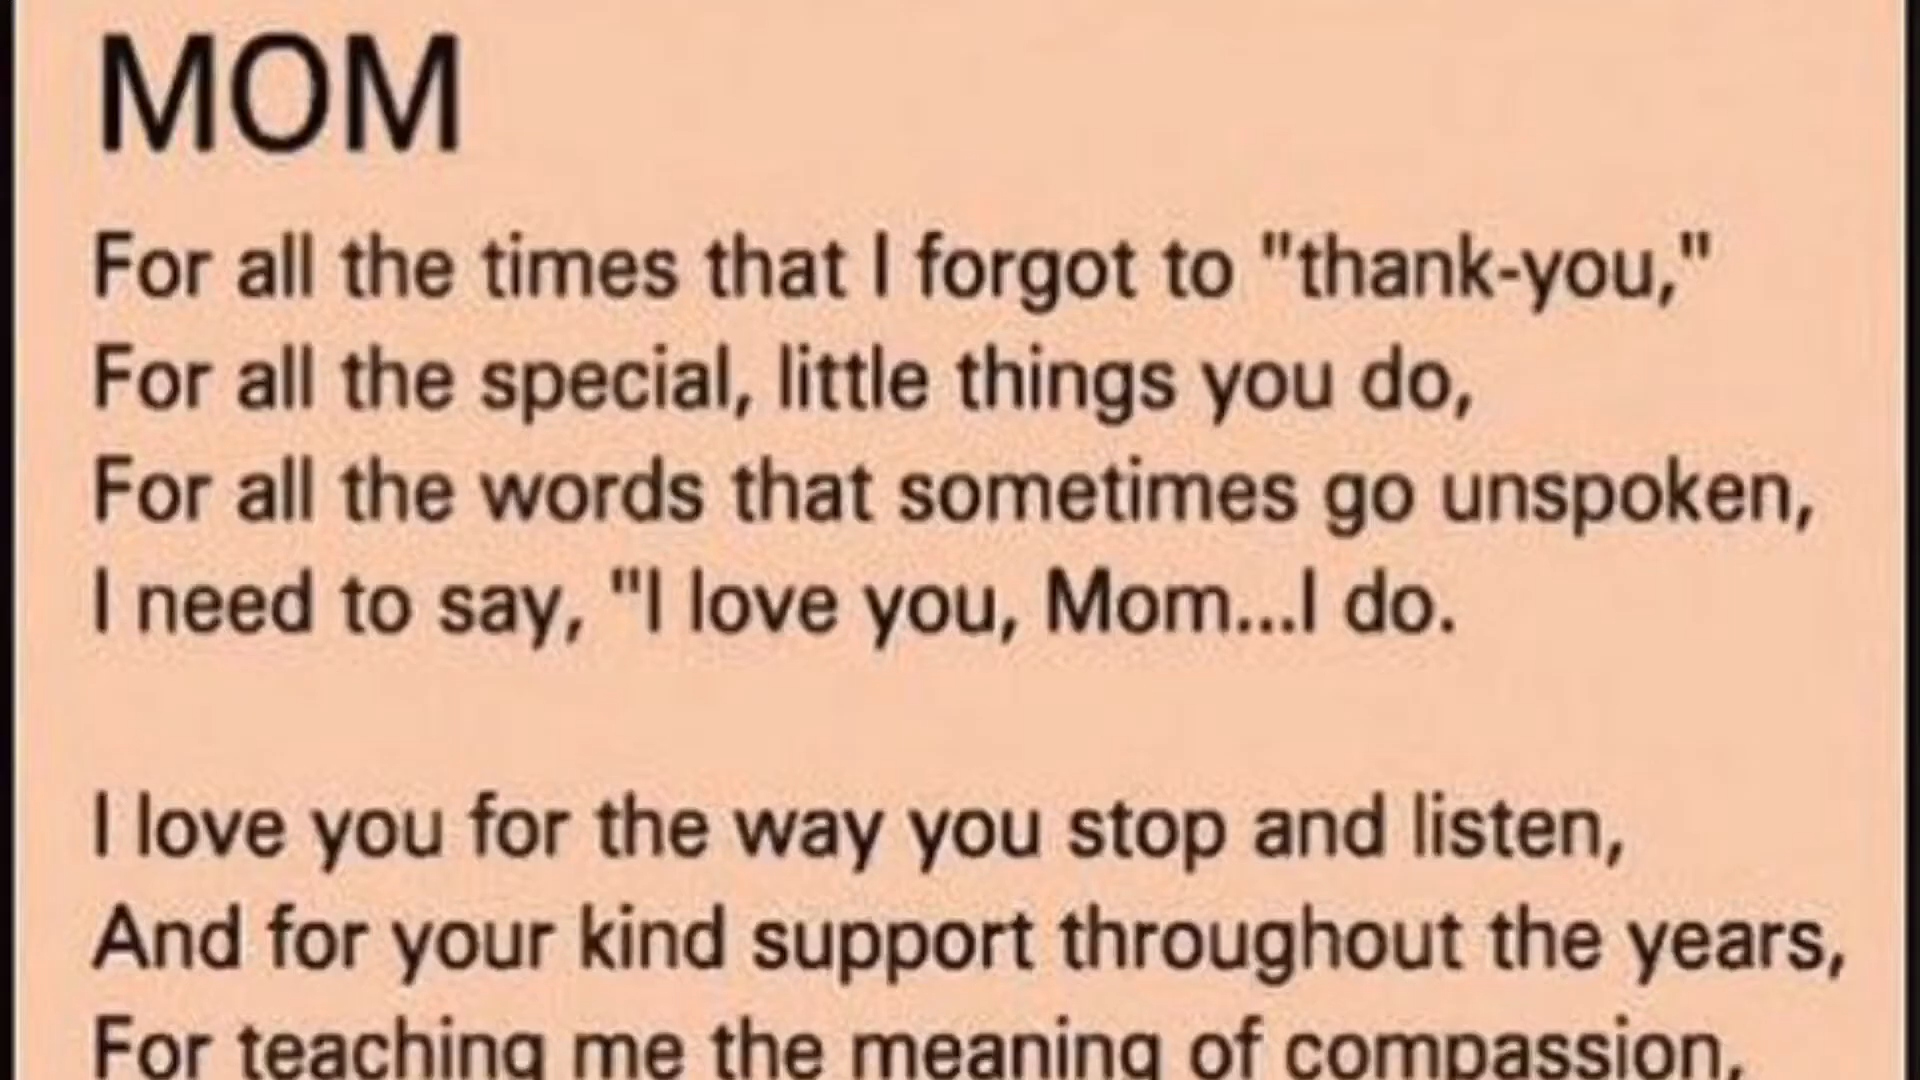 MOM
For all the times that I forgot to "thank-you,"
For all the special, little things you do,
For all the words that sometimes go unspoken,
I need to say, "I love you, Mom...I do.
I love you for the way you stop and listen,
And for your kind support throughout the years,
For teaching me the meaning of compassion,